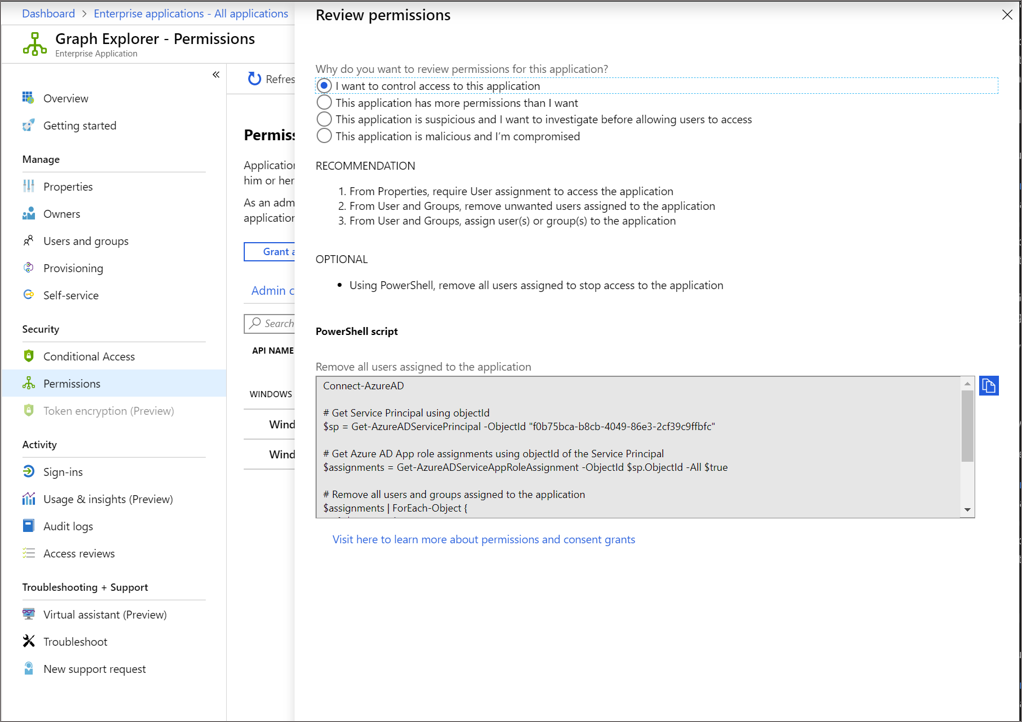 Dashboard > Enterprise applications - All applications
Graph Explorer - Permissions
Enterprise Application
«
Overview
Getting started
Manage
Properties
Owners
Users and groups
Provisioning
Self-service
Security
Conditional Access
Permissions
Token encryption (Preview)
Activity
Sign-ins
Usage & insights (Preview)
Audit logs
Access reviews
Troubleshooting + Support
Virtual assistant (Preview)
Troubleshoot
New support request
Refres
Permiss
Application
him or her
As an adm
application
Grant a
Admin c
Search
API NAME
WINDOWS
Wind
Wind
Review permissions
Why do you want to review permissions for this application?
I want to control access to this application
This application has more permissions than I want
This application is suspicious and I want to investigate before allowing users to access
This application is malicious and I'm compromised
RECOMMENDATION
1. From Properties, require User assignment to access the application
2. From User and Groups, remove unwanted users assigned to the application
3. From User and Groups, assign user(s) or group(s) to the application
OPTIONAL
• Using PowerShell, remove all users assigned to stop access to the application
PowerShell script
Remove all users assigned to the application
Connect-AzureAD
# Get Service Principal using objectId
$sp = Get-AzureADServicePrincipal -ObjectId "f0b75bca-b8cb-4049-86e3-2cf39c9ffbfc"
# Get Azure AD App role assignments using objectId of the Service Principal
$assignments = Get-AzureADServiceAppRoleAssignment -ObjectId $sp.ObjectId -All $true
# Remove all users and groups assigned to the application
$assignments | ForEach-Object {
Visit here to learn more about permissions and consent grants